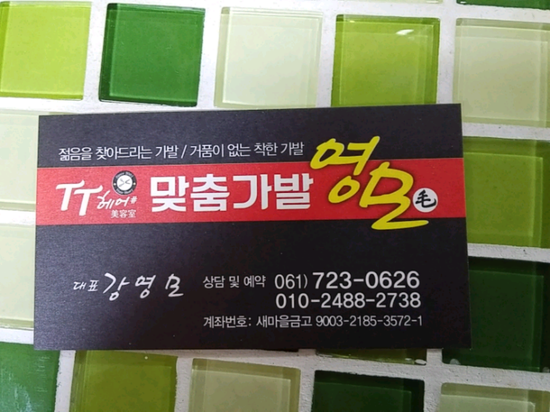 젊음을 찾아드리는 가발 / 거품이 없는 착한 가발
TT헤어 美容室 맞춤가발 영모 毛
대표 강영모
상담 및 예약 061) 723-0626
010-2488-2738
계좌번호: 새마을금고 9003-2185-3572-1